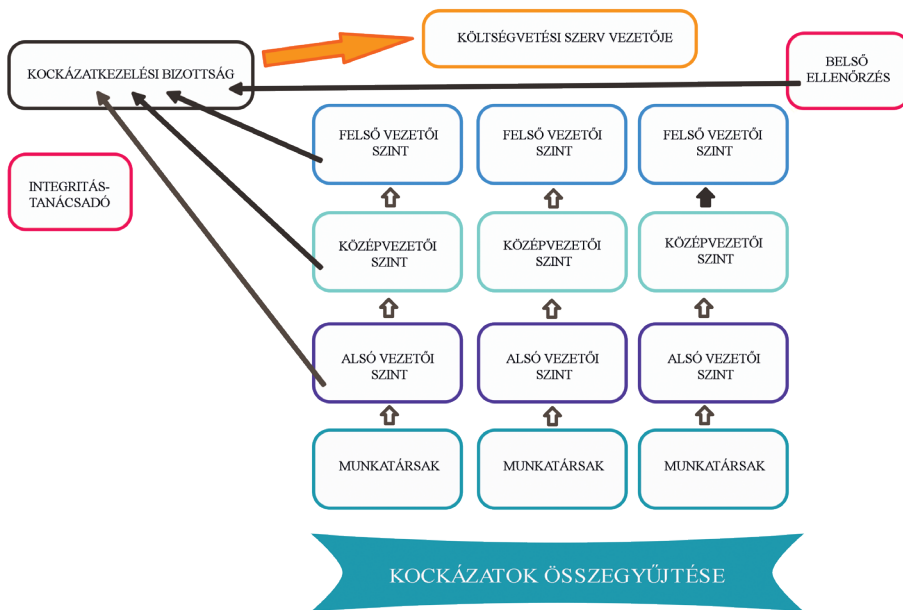 KÖLTSÉGVETÉSI SZERV VEZETŐJE
KOCKÁZATKEZELÉSI BIZOTTSÁG
BELSŐ
ELLENŐRZÉS
FELSŐ VEZETŐI
SZINT
FELSŐ VEZETŐI
SZINT
FELSŐ VEZETŐI
SZINT
INTEGRITÁS-
TANÁCSADÓ
KÖZÉPVEZETŐI
SZINT
KÖZÉPVEZETŐI
SZINT
KÖZÉPVEZETŐI
SZINT
ALSÓ VEZETŐI
SZINT
ALSÓ VEZETŐI
SZINT
ALSÓ VEZETŐI
SZINT
MUNKATÁRSAK
MUNKATÁRSAK
MUNKATÁRSAK
KOCKÁZATOK ÖSSZEGYŰJTÉSE